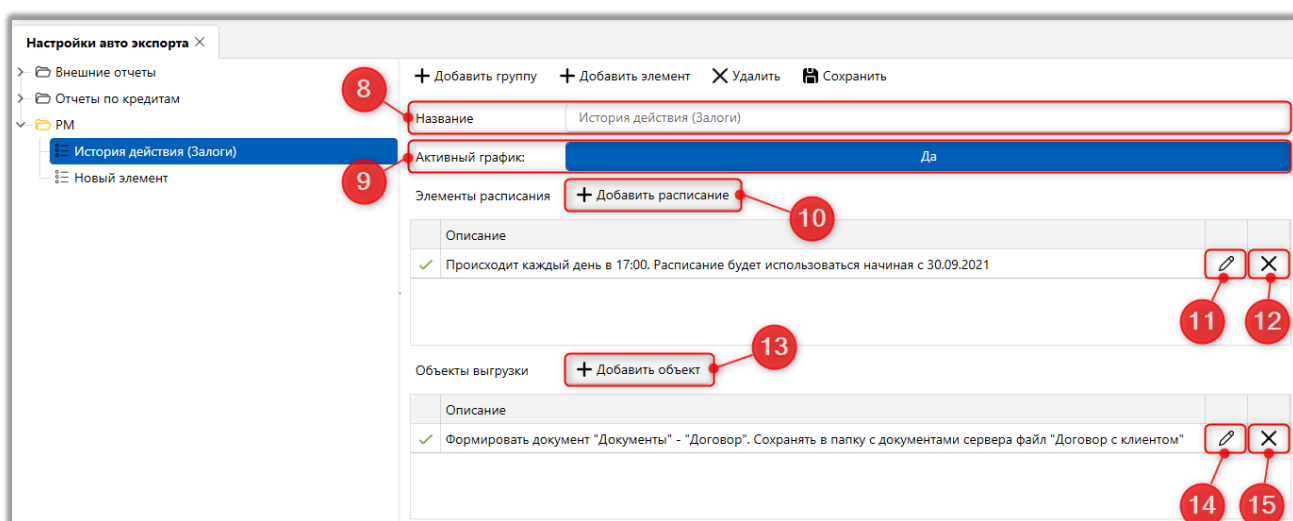 Настройки авто экспорта
Внешние отчеты
Отчеты по кредитам
РМ
История действия (Залоги)
Новый элемент
Добавить группу Добавить элемент Удалить Сохранить
8
Название История действия (Залоги)
9
Активный график: Да
Элементы расписания Добавить расписание
10
Описание
Происходит каждый день в 17:00. Расписание будет использоваться начиная с 30.09.2021
11 12
13
Объекты выгрузки Добавить объект
Описание
Формировать документ "Документы" - "Договор". Сохранять в папку с документами сервера файл "Договор с клиентом"
14 15